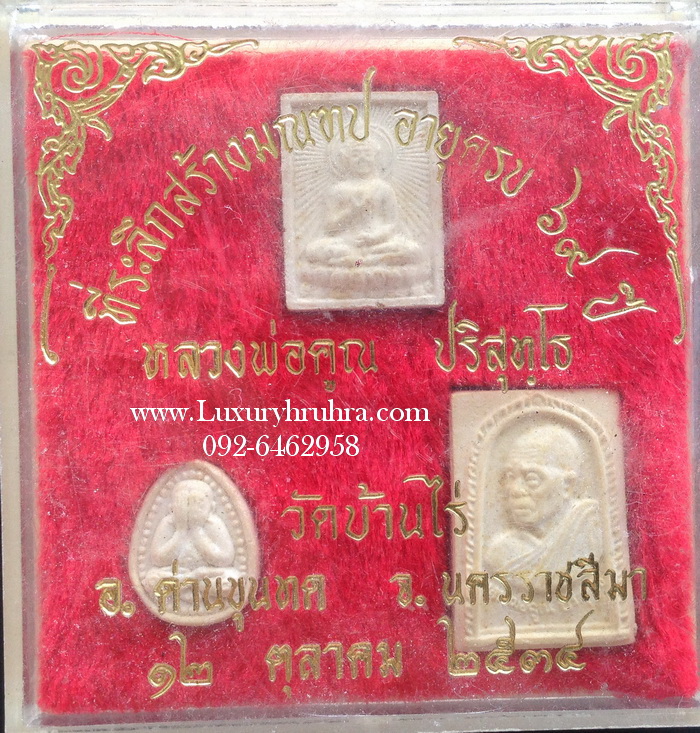 ที่ระลึกสร้างมณฑป อายุครบ ๖๙ ปี
หลวงพ่อคูณ ปริสุทฺโธ
www.Luxuryhruhra.com
092-6462958
วัดบ้านไร่
อ. ด่านขุนทด จ. นครราชสีมา
๑๒ ตุลาคม ๒๕๓๔